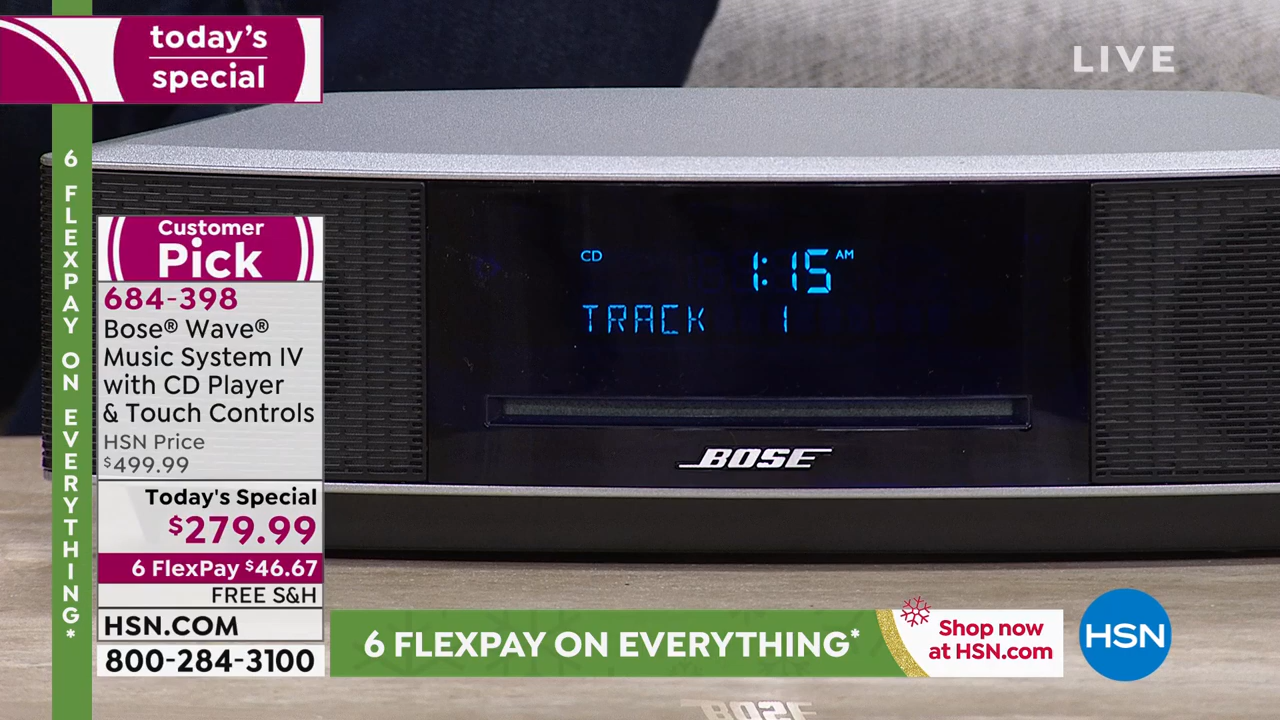 today's
special
LIVE
6 FLEXPAY ON EVERYTHING*
Customer
Pick
684-398
Bose® Wave®
Music System IV
with CD Player
& Touch Controls
HSN Price
$499.99
Today's Special
$279.99
6 FlexPay $46.67
FREE S&H
HSN.COM
800-284-3100
CD
1:15 AM
TRACK 1
BOSE
6 FLEXPAY ON EVERYTHING*
Shop now
at HSN.com
HSN
BOSE